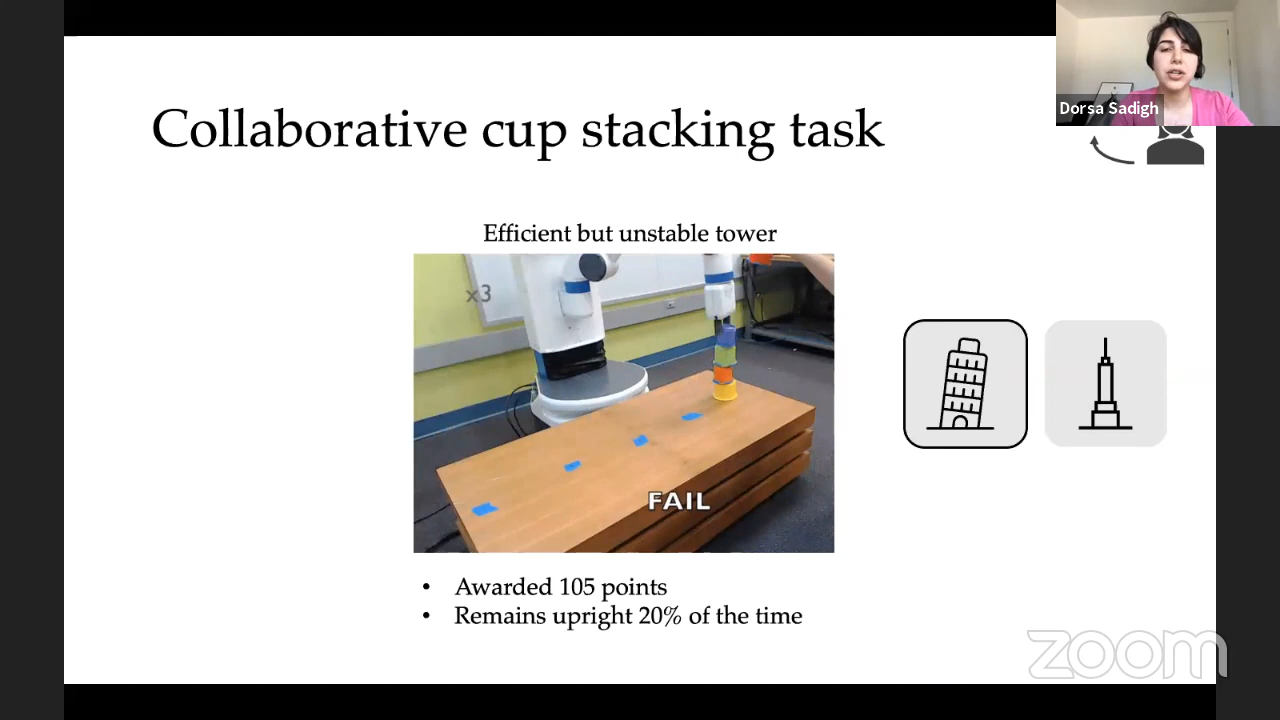 Dorsa Sadigh
Collaborative cup stacking task
Efficient but unstable tower
x3
FAIL
• Awarded 105 points
• Remains upright 20% of the time
zoom